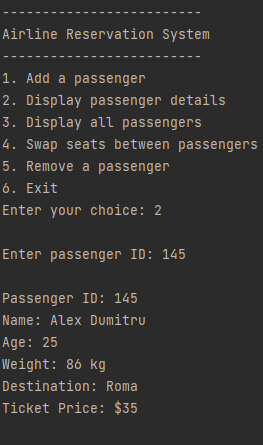 -------------------------
Airline Reservation System
-------------------------
1. Add a passenger
2. Display passenger details
3. Display all passengers
4. Swap seats between passengers
5. Remove a passenger
6. Exit
Enter your choice: 2
Enter passenger ID: 145
Passenger ID: 145
Name: Alex Dumitru
Age: 25
Weight: 86 kg
Destination: Roma
Ticket Price: $35